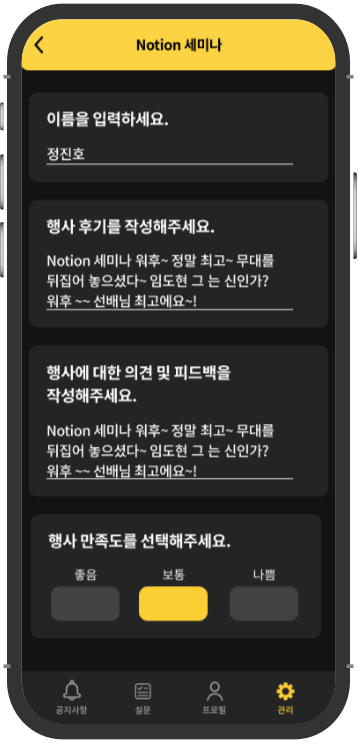 Notion 세미나
이름을 입력하세요.
정진호
행사 후기를 작성해주세요.
Notion 세미나 워후~ 정말 최고~ 무대를
뒤집어 놓으셨다~ 임도현 그 는 신인가?
워후 ~~ 선배님 최고에요~!
행사에 대한 의견 및 피드백을
작성해주세요.
Notion 세미나 워후~ 정말 최고~ 무대를
뒤집어 놓으셨다~ 임도현 그 는 신인가?
워후 ~~ 선배님 최고에요~!
행사 만족도를 선택해주세요.
좋음 보통 나쁨
공지사항 설문 프로필 관리